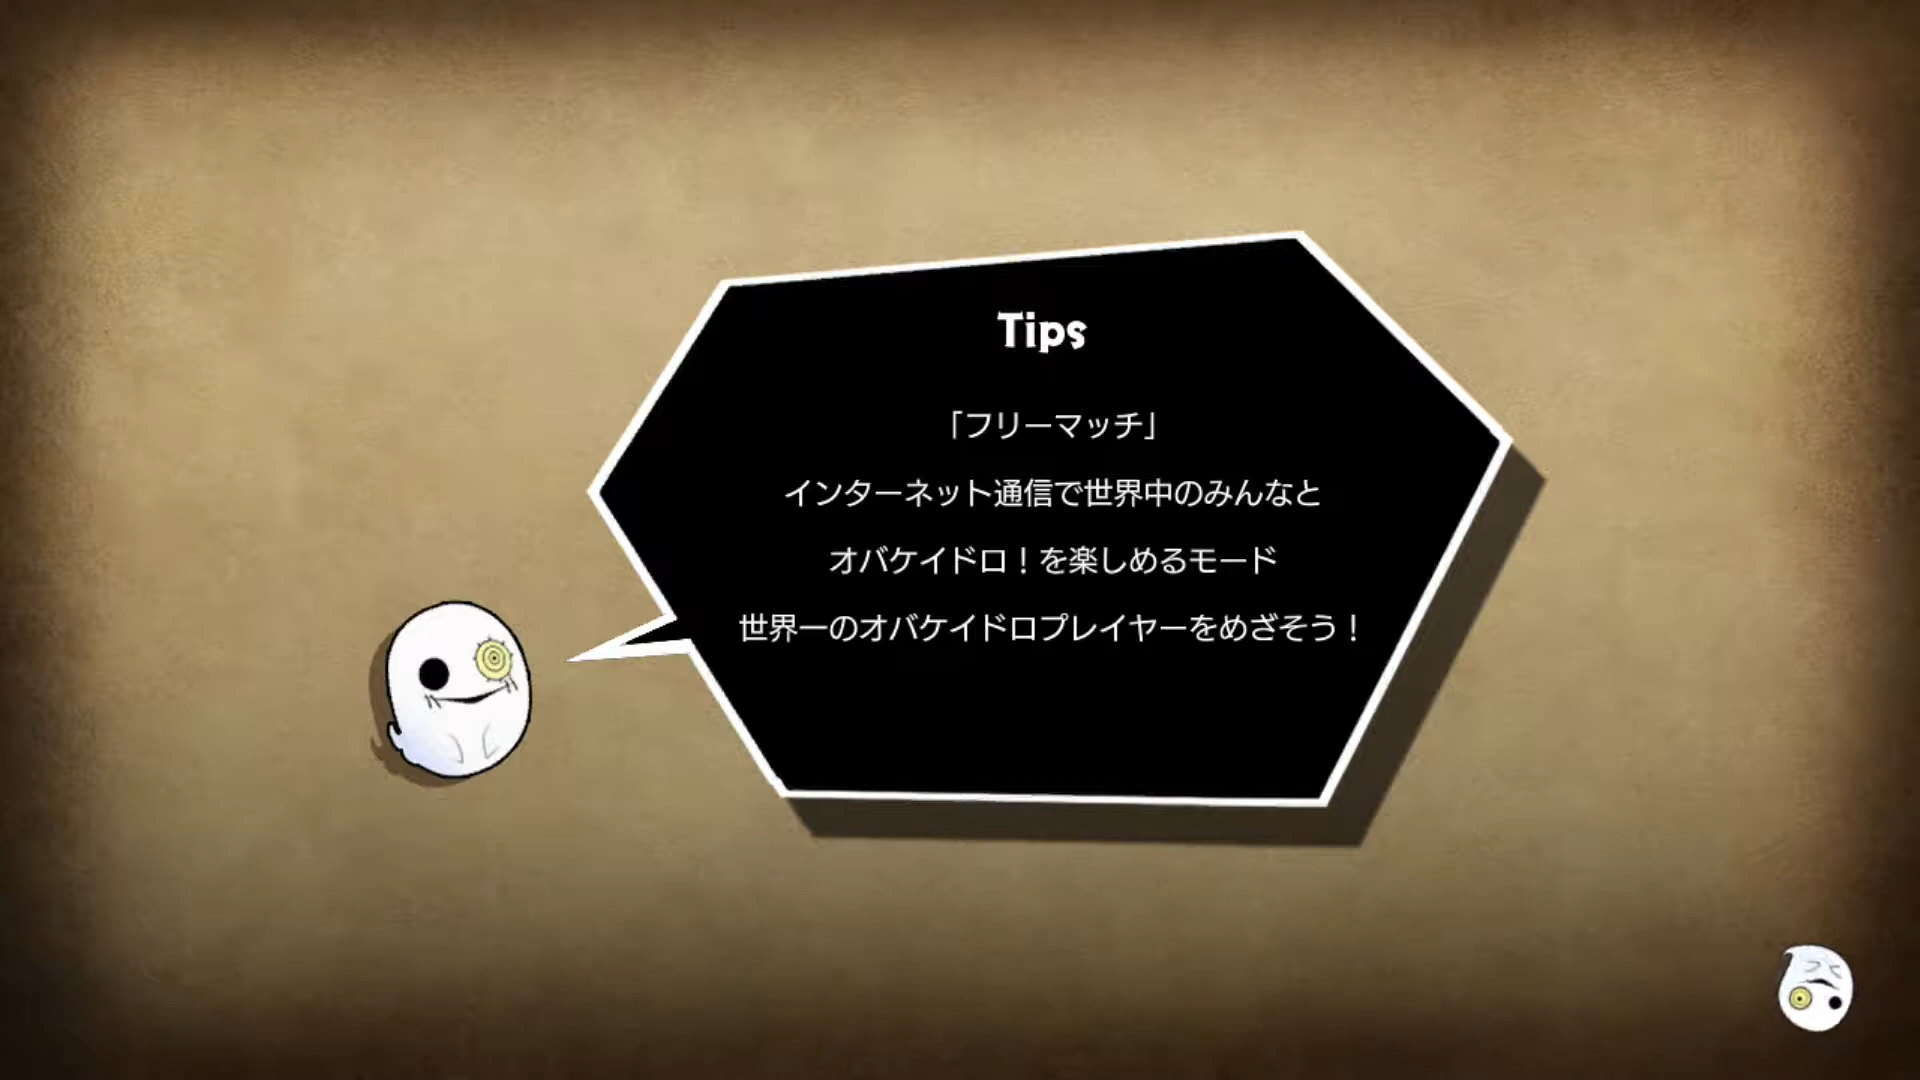 Tips
「フリーマッチ」
インターネット通信で世界中のみんなと
オバケイドロ！を楽しめるモード
世界一のオバケイドロプレイヤーをめざそう！